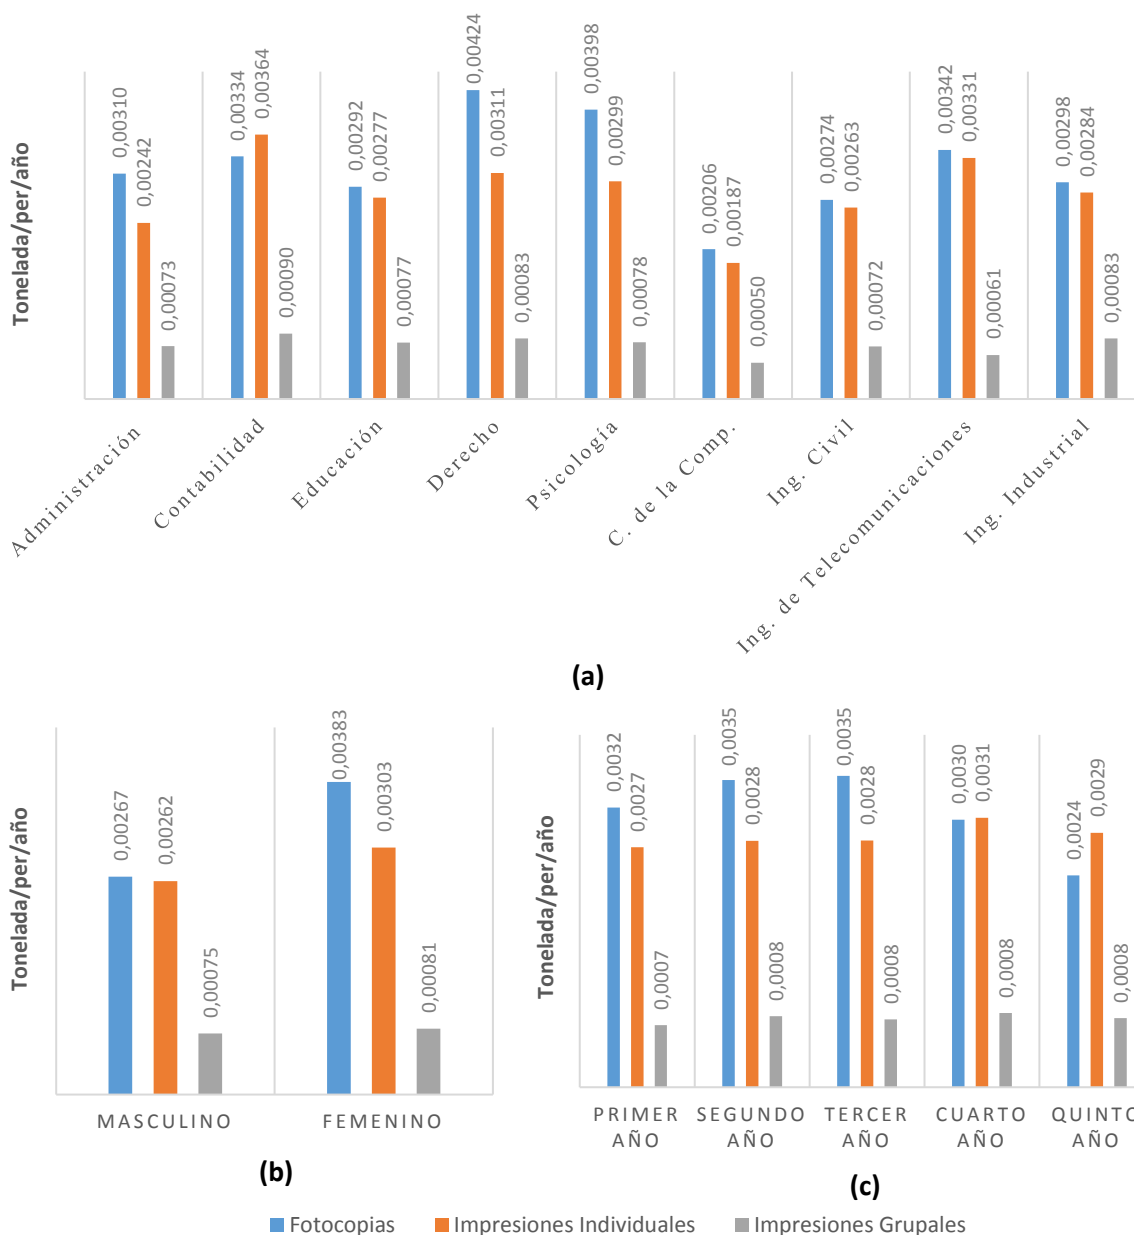 0,00310
0,00242
0,00073
0,00334
0,00364
0,00090
0,00292
0,00277
0,00077
0,00424
0,00311
0,00083
0,00398
0,00299
0,00078
0,00206
0,00187
0,00050
0,00274
0,00263
0,00072
0,00342
0,00331
0,00061
0,00298
0,00284
0,00083
Tonelada/per/año
Administración
Contabilidad
Educación
Derecho
Psicología
C. de la Comp.
Ing. Civil
Ing. de Telecomunicaciones
Ing. Industrial
(a)
0,00267
0,00262
0,00075
0,00383
0,00303
0,00081
Tonelada/per/año
MASCULINO
FEMENINO
(b)
0,0032
0,0027
0,0007
0,0035
0,0028
0,0008
0,0035
0,0028
0,0008
0,0030
0,0031
0,0008
0,0024
0,0029
0,0008
Tonelada/per/año
PRIMER
AÑO
SEGUNDO
AÑO
TERCER
AÑO
CUARTO
AÑO
QUINTO
AÑO
(c)
Fotocopias
Impresiones Individuales
Impresiones Grupales